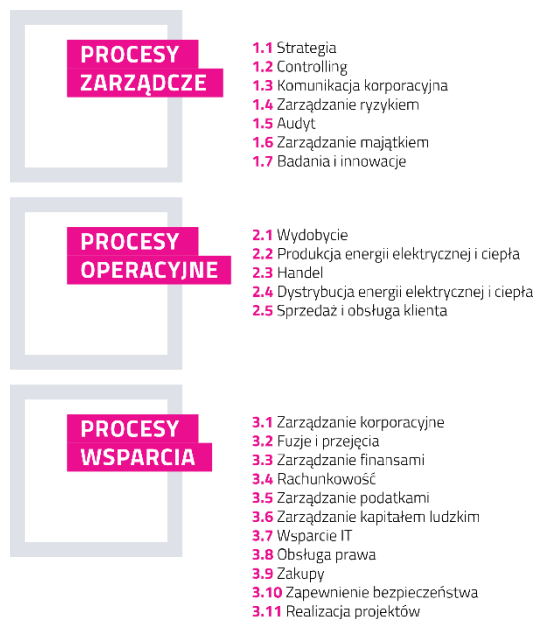 PROCESY
ZARZĄDCZE
1.1 Strategia
1.2 Controlling
1.3 Komunikacja korporacyjna
1.4 Zarządzanie ryzykiem
1.5 Audyt
1.6 Zarządzanie majątkiem
1.7 Badania i innowacje
PROCESY
OPERACYJNE
2.1 Wydobycie
2.2 Produkcja energii elektrycznej i ciepła
2.3 Handel
2.4 Dystrybucja energii elektrycznej i ciepła
2.5 Sprzedaż i obsługa klienta
PROCESY
WSPARCIA
3.1 Zarządzanie korporacyjne
3.2 Fuzje i przejęcia
3.3 Zarządzanie finansami
3.4 Rachunkowość
3.5 Zarządzanie podatkami
3.6 Zarządzanie kapitałem ludzkim
3.7 Wsparcie IT
3.8 Obsługa prawa
3.9 Zakupy
3.10 Zapewnienie bezpieczeństwa
3.11 Realizacja projektów